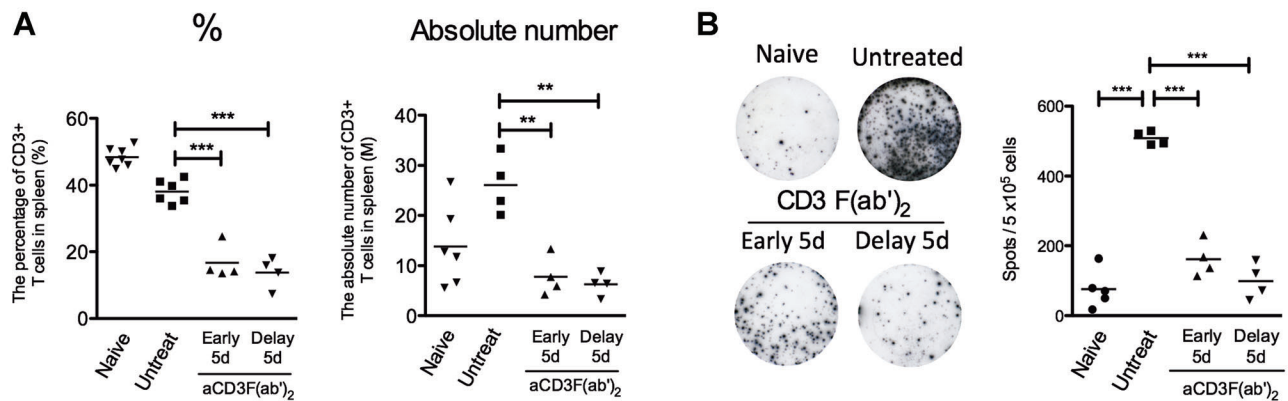 A
%
The percentage of CD3+
T cells in spleen (%)
60
40
20
0
***
***
Naive
Untreat
Early
5d
Delay
5d
aCD3F(ab')2
Absolute number
The absolute number of CD3+
T cells in spleen (M)
40
30
20
10
0
**
**
Naive
Untreat
Early
5d
Delay
5d
aCD3F(ab')2
B
Naive
Untreated
CD3 F(ab')2
Early 5d
Delay 5d
Spots / 5 x105 cells
600
400
200
0
***
***
***
Naive
Untreat
Early
5d
Delay
5d
aCD3F(ab')2